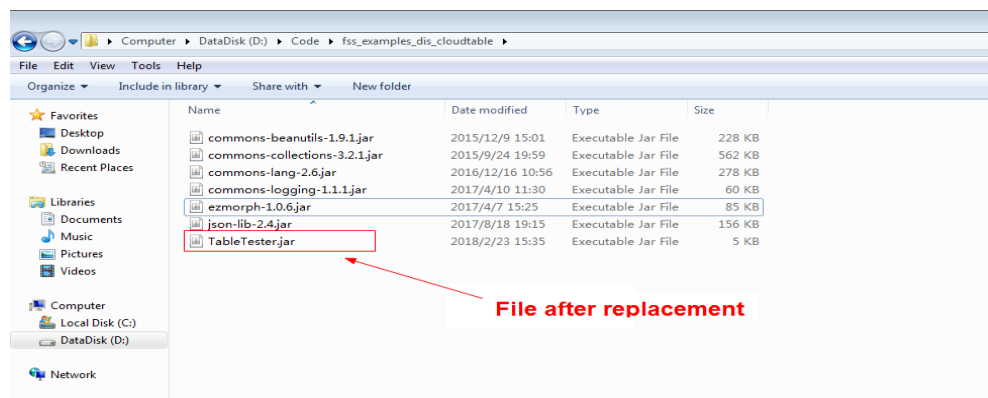 Computer ▸ DataDisk (D:) ▸ Code ▸ fss_examples_dis_cloudtable ▸
File Edit View Tools Help
Organize Include in library Share with New folder
Favorites
Desktop
Downloads
Recent Places
Libraries
Documents
Music
Pictures
Videos
Computer
Local Disk (C:)
DataDisk (D:)
Network
Name Date modified Type Size
commons-beanutils-1.9.1.jar 2015/12/9 15:01 Executable Jar File 228 KB
commons-collections-3.2.1.jar 2015/9/24 19:59 Executable Jar File 562 KB
commons-lang-2.6.jar 2016/12/16 10:56 Executable Jar File 278 KB
commons-logging-1.1.1.jar 2017/4/10 11:30 Executable Jar File 60 KB
ezmorph-1.0.6.jar 2017/4/7 15:25 Executable Jar File 85 KB
json-lib-2.4.jar 2017/8/18 19:15 Executable Jar File 156 KB
TableTester.jar 2018/2/23 15:35 Executable Jar File 5 KB
File after replacement